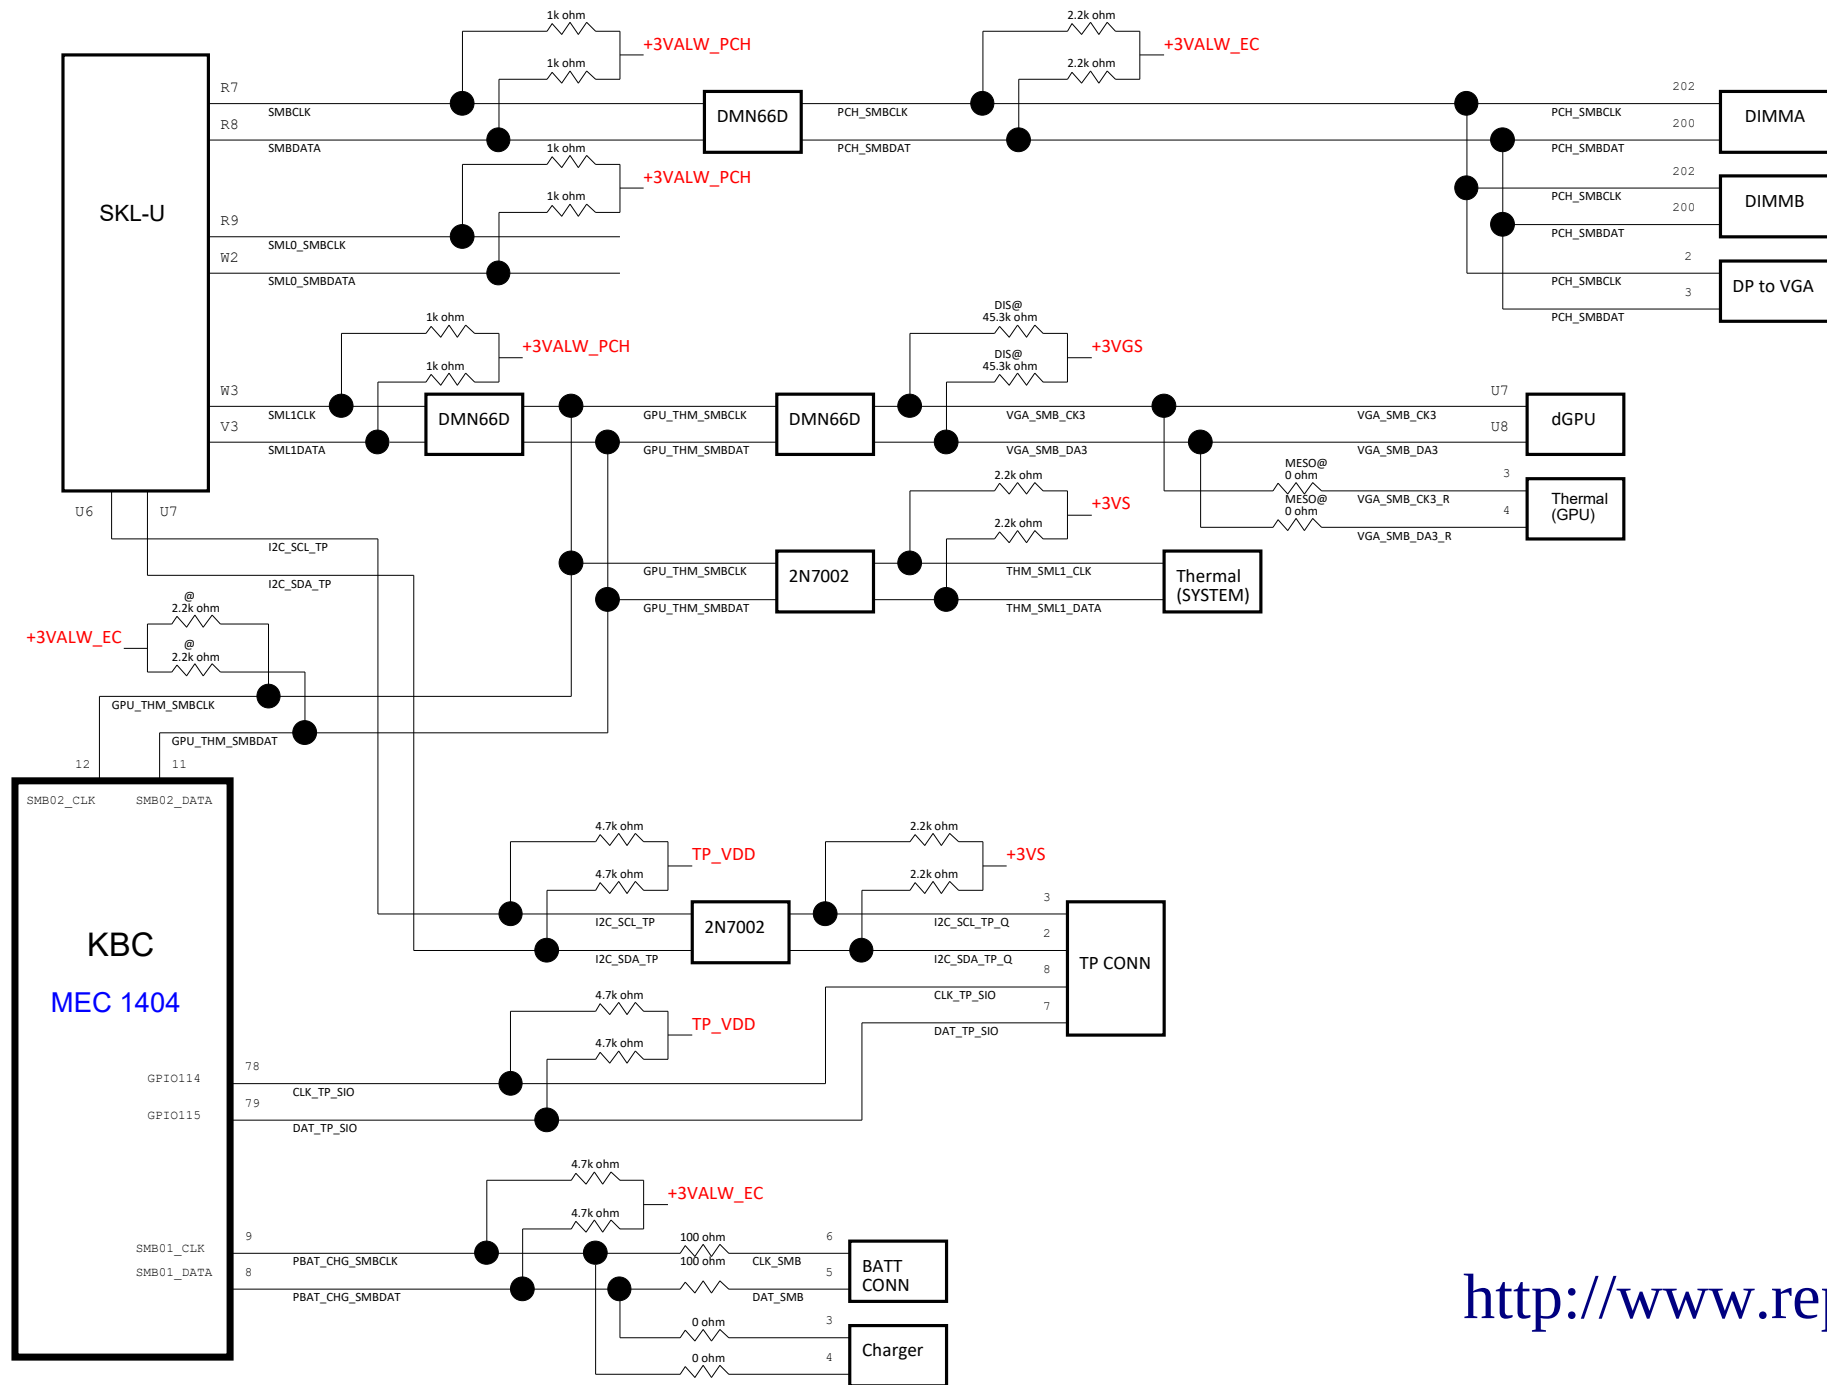 1k ohm
+3VALW_PCH
1k ohm
2.2k ohm
+3VALW_EC
2.2k ohm
R7
SMBCLK
R8
SMBDATA
DMN66D
PCH_SMBCLK
PCH_SMBDAT
202
PCH_SMBCLK
200
PCH_SMBDAT
DIMMA
1k ohm
+3VALW_PCH
1k ohm
SKL-U
R9
SML0_SMBCLK
W2
SML0_SMBDATA
202
PCH_SMBCLK
200
PCH_SMBDAT
DIMMB
2
PCH_SMBCLK
3
PCH_SMBDAT
DP to VGA
1k ohm
+3VALW_PCH
1k ohm
DIS@
45.3k ohm
+3VGS
DIS@
45.3k ohm
W3
SML1CLK
V3
SML1DATA
DMN66D
GPU_THM_SMBCLK
GPU_THM_SMBDAT
DMN66D
VGA_SMB_CK3
VGA_SMB_DA3
VGA_SMB_CK3
VGA_SMB_DA3
U7
U8
dGPU
MESO@
0 ohm
MESO@
0 ohm
VGA_SMB_CK3_R
VGA_SMB_DA3_R
3
4
Thermal
(GPU)
2.2k ohm
+3VS
2.2k ohm
U6
U7
I2C_SCL_TP
I2C_SDA_TP
GPU_THM_SMBCLK
GPU_THM_SMBDAT
2N7002
THM_SML1_CLK
THM_SML1_DATA
Thermal
(SYSTEM)
@
2.2k ohm
+3VALW_EC
@
2.2k ohm
GPU_THM_SMBCLK
GPU_THM_SMBDAT
12
11
SMB02_CLK
SMB02_DATA
KBC
MEC 1404
4.7k ohm
TP_VDD
4.7k ohm
2.2k ohm
+3VS
2.2k ohm
I2C_SCL_TP
I2C_SDA_TP
2N7002
I2C_SCL_TP_Q
I2C_SDA_TP_Q
CLK_TP_SIO
DAT_TP_SIO
3
2
8
7
TP CONN
4.7k ohm
TP_VDD
4.7k ohm
GPIO114
78
CLK_TP_SIO
GPIO115
79
DAT_TP_SIO
4.7k ohm
+3VALW_EC
4.7k ohm
SMB01_CLK
9
PBAT_CHG_SMBCLK
SMB01_DATA
8
PBAT_CHG_SMBDAT
100 ohm
100 ohm
CLK_SMB
DAT_SMB
6
5
BATT
CONN
0 ohm
0 ohm
3
4
Charger
http://www.rep